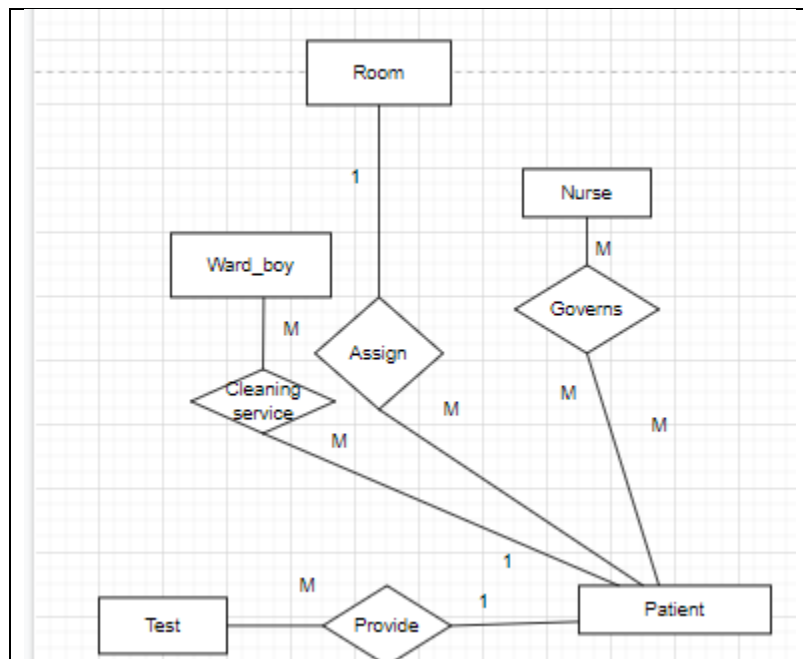 Room
1
Nurse
M
Ward_boy
Governs
M
Assign
Cleaning
service
M
M
M
M
1
M
1
Patient
Test
Provide